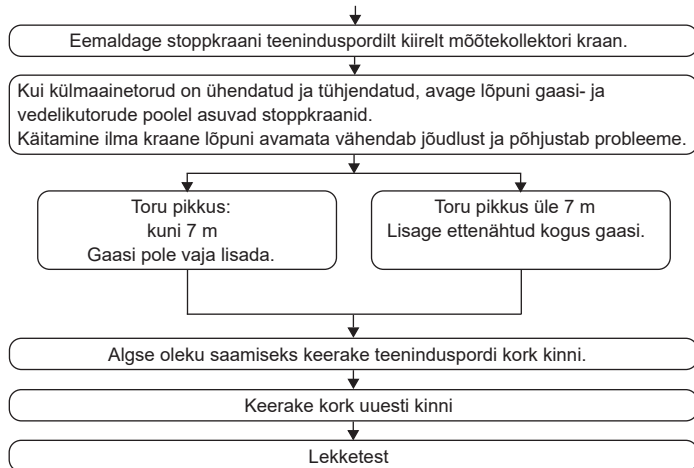 Eemaldage stoppkraani teeninduspordilt kiirelt mõõtekollektori kraan.
Kui külmaainetorud on ühendatud ja tühjendatud, avage lõpuni gaasi- ja
vedelikutorude poolel asuvad stoppkraanid.
Käitamine ilma kraane lõpuni avamata vähendab jõudlust ja põhjustab probleeme.
Toru pikkus:
kuni 7 m
Gaasi pole vaja lisada.
Toru pikkus üle 7 m
Lisage ettenähtud kogus gaasi.
Algse oleku saamiseks keerake teeninduspordi kork kinni.
Keerake kork uuesti kinni
Lekketest